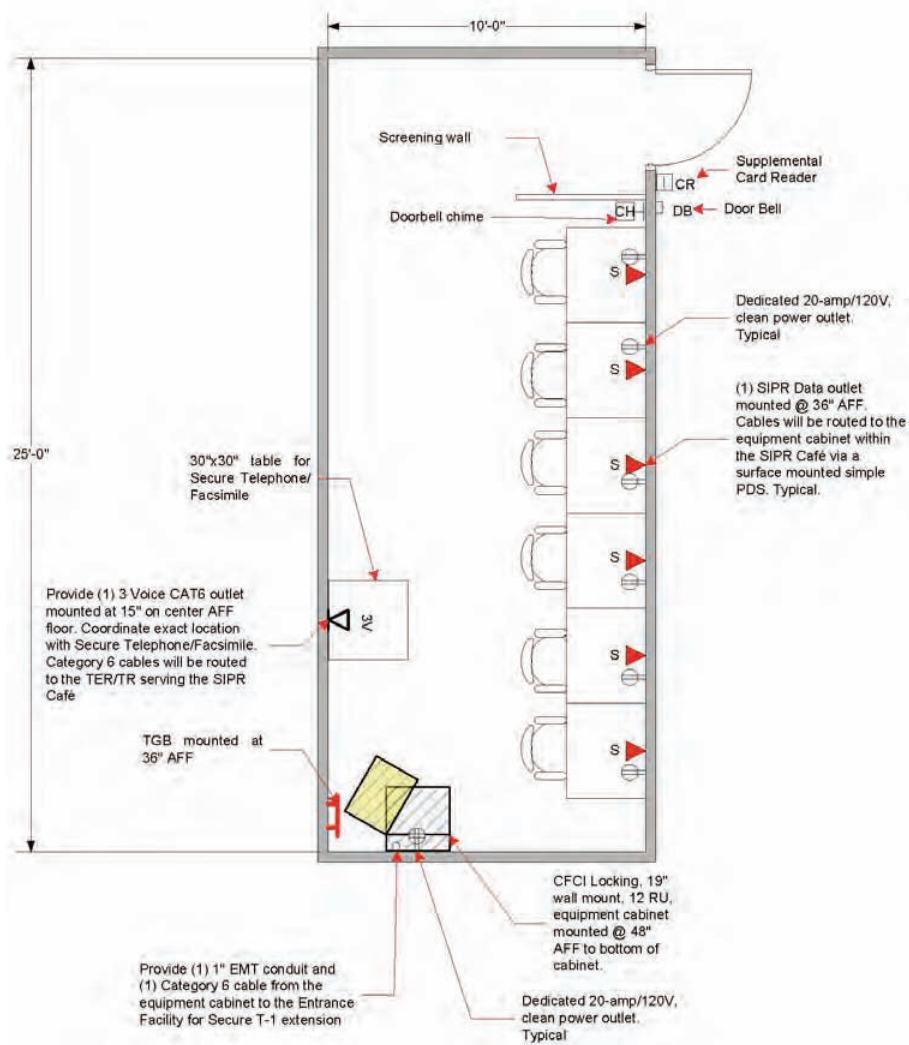 10'-0"
Screening wall
Supplemental
Card Reader
CR
Doorbell chime
CH
DB
Door Bell
S
Dedicated 20-amp/120V,
clean power outlet.
Typical
S
(1) SIPR Data outlet
mounted @ 36" AFF.
Cables will be routed to the
equipment cabinet within
the SIPR Café via a
surface mounted simple
PDS. Typical.
25'-0"
30"x30" table for
Secure Telephone/
Facsimile
S
S
Provide (1) 3 Voice CAT6 outlet
mounted at 15" on center AFF
floor. Coordinate exact location
with Secure Telephone/Facsimile.
Category 6 cables will be routed
to the TER/TR serving the SIPR
Café
3V
S
TGB mounted at
36" AFF
S
CFCI Locking, 19"
wall mount, 12 RU,
equipment cabinet
mounted @ 48"
AFF to bottom of
cabinet.
Provide (1) 1" EMT conduit and
(1) Category 6 cable from the
equipment cabinet to the Entrance
Facility for Secure T-1 extension
Dedicated 20-amp/120V,
clean power outlet.
Typical